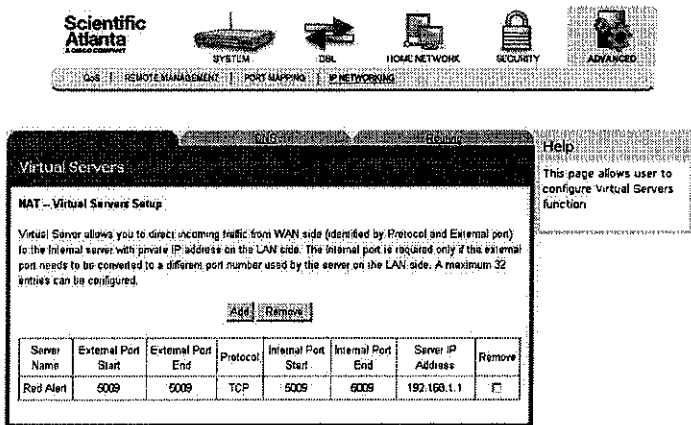 Scientific
Atlanta
A CISCO COMPANY
SYSTEM
DSL
HOME NETWORK
SECURITY
ADVANCED
QoS | REMOTE MANAGEMENT | PORT MAPPING | IP NETWORKING
DNS
Routing
Virtual Servers
Help
This page allows user to
configure Virtual Servers
function
NAT -- Virtual Servers Setup
Virtual Server allows you to direct incoming traffic from WAN side (identified by Protocol and External port)
to the Internal server with private IP address on the LAN side. The Internal port is required only if the external
port needs to be converted to a different port number used by the server on the LAN side. A maximum 32
entries can be configured.
Add Remove
Server Name External Port Start External Port End Protocol Internal Port Start Internal Port End Server IP Address Remove
Red Alert 5009 5009 TCP 5009 5009 192.168.1.1